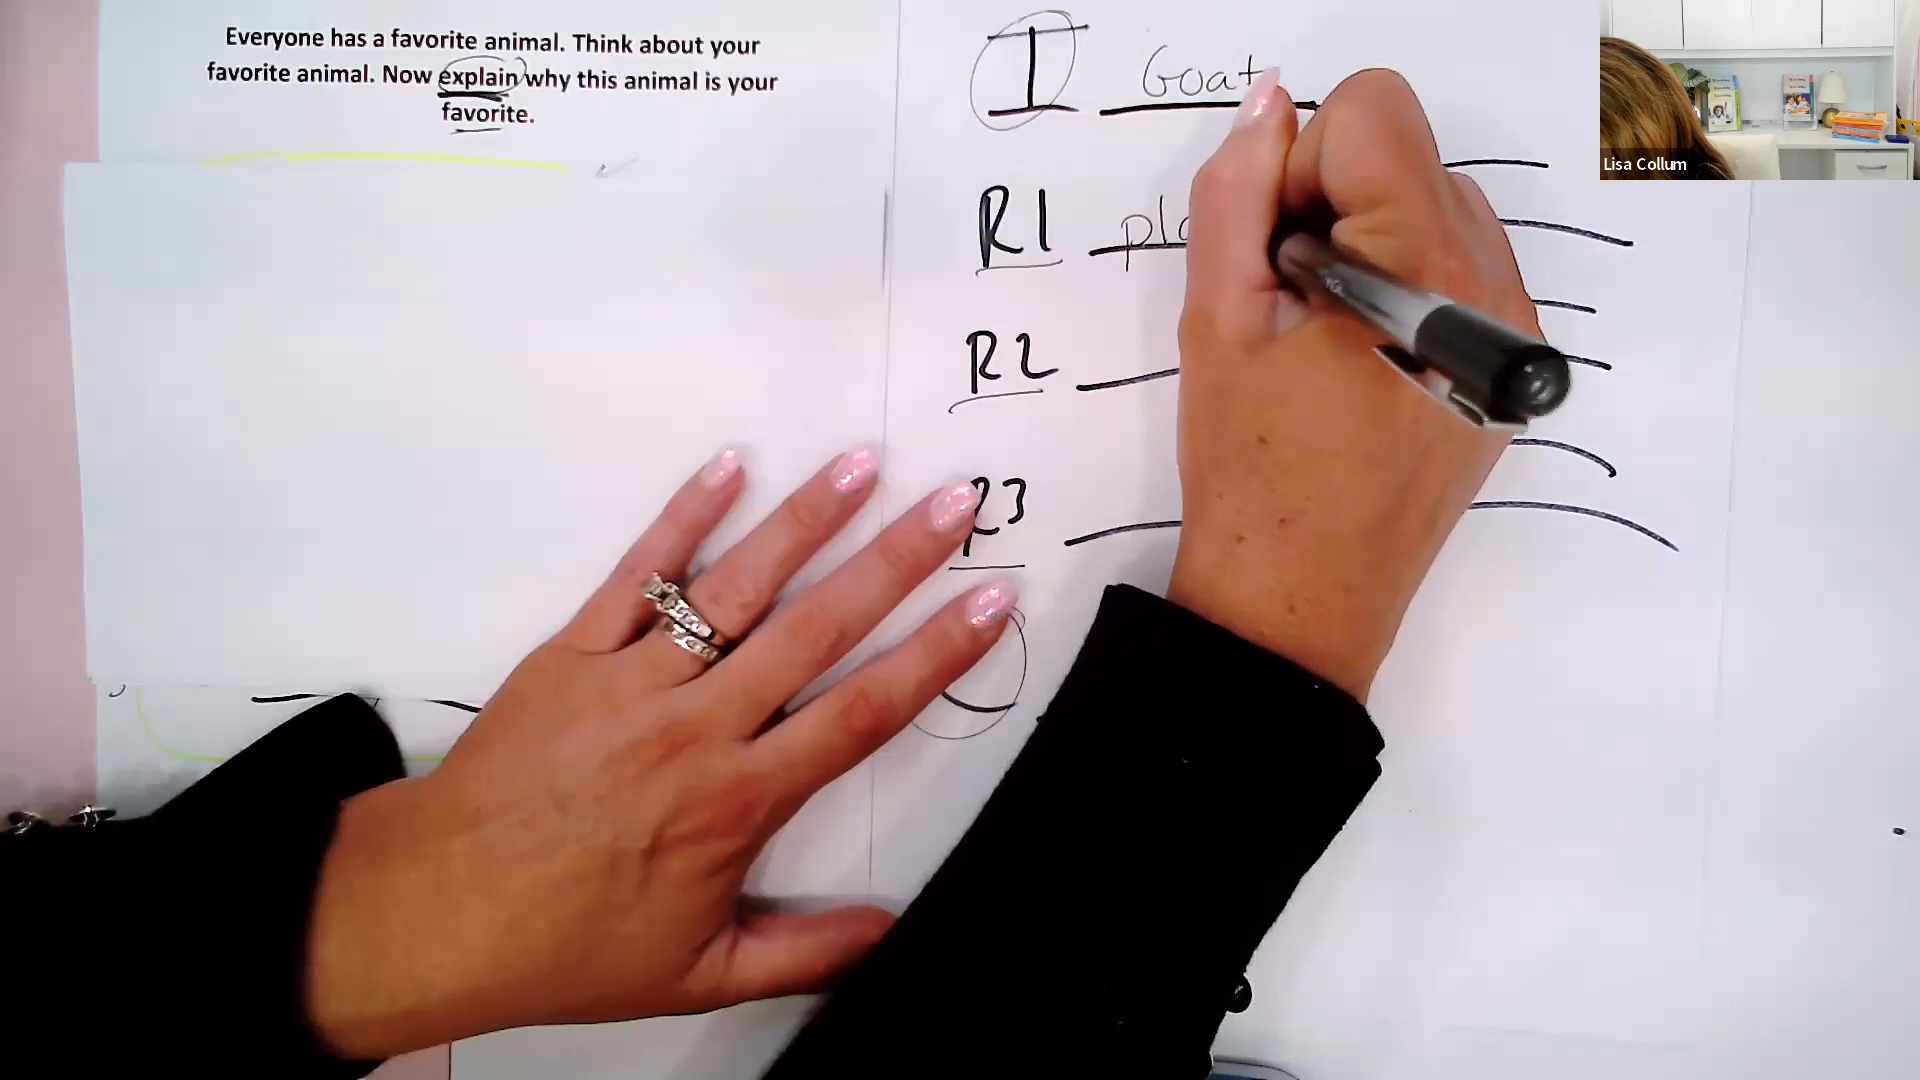 Everyone has a favorite animal. Think about your
favorite animal. Now explain why this animal is your
favorite.
I Goat
R1 pla
R2
R3
Lisa Collum